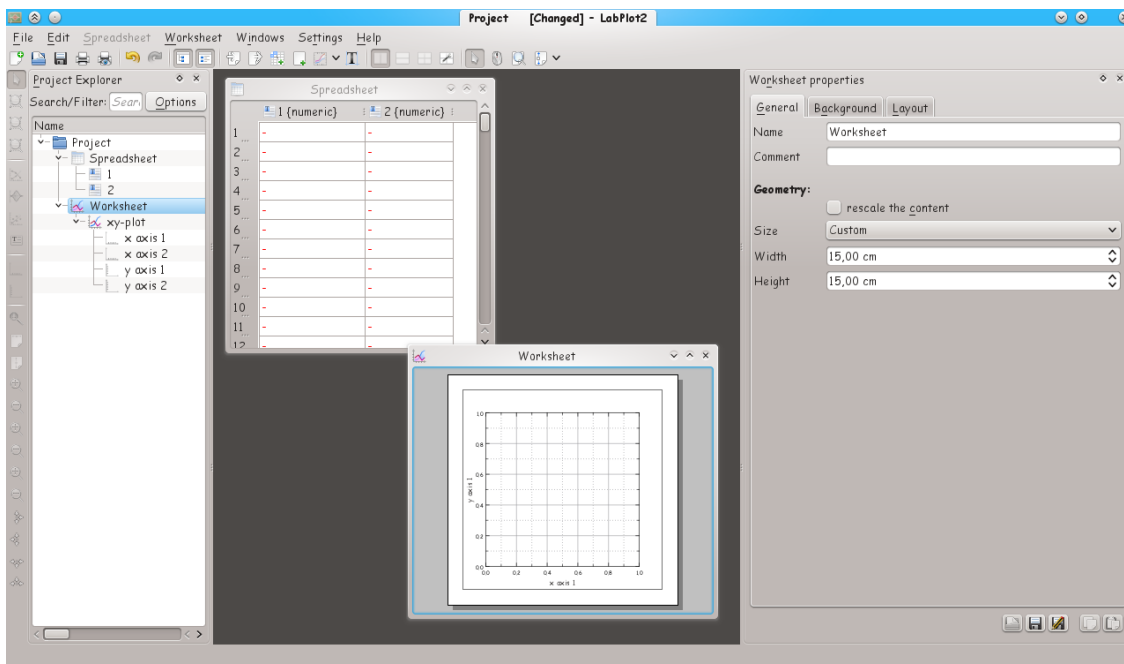 Project [Changed] - LabPlot2
File Edit Spreadsheet Worksheet Windows Settings Help
Project Explorer
Search/Filter: Sear Options
Name
Project
Spreadsheet
1
2
Worksheet
xy-plot
x axis 1
x axis 2
y axis 1
y axis 2
Spreadsheet
1 {numeric} 2 {numeric}
1 - -
2 - -
3 - -
4 - -
5 - -
6 - -
7 - -
8 - -
9 - -
10 - -
11 - -
12 - -
Worksheet
1.0
0.8
0.6
0.4
0.2
0.0
y axis 1
0.0 0.2 0.4 0.6 0.8 1.0
x axis 1
Worksheet properties
General Background Layout
Name Worksheet
Comment
Geometry:
rescale the content
Size Custom
Width 15,00 cm
Height 15,00 cm